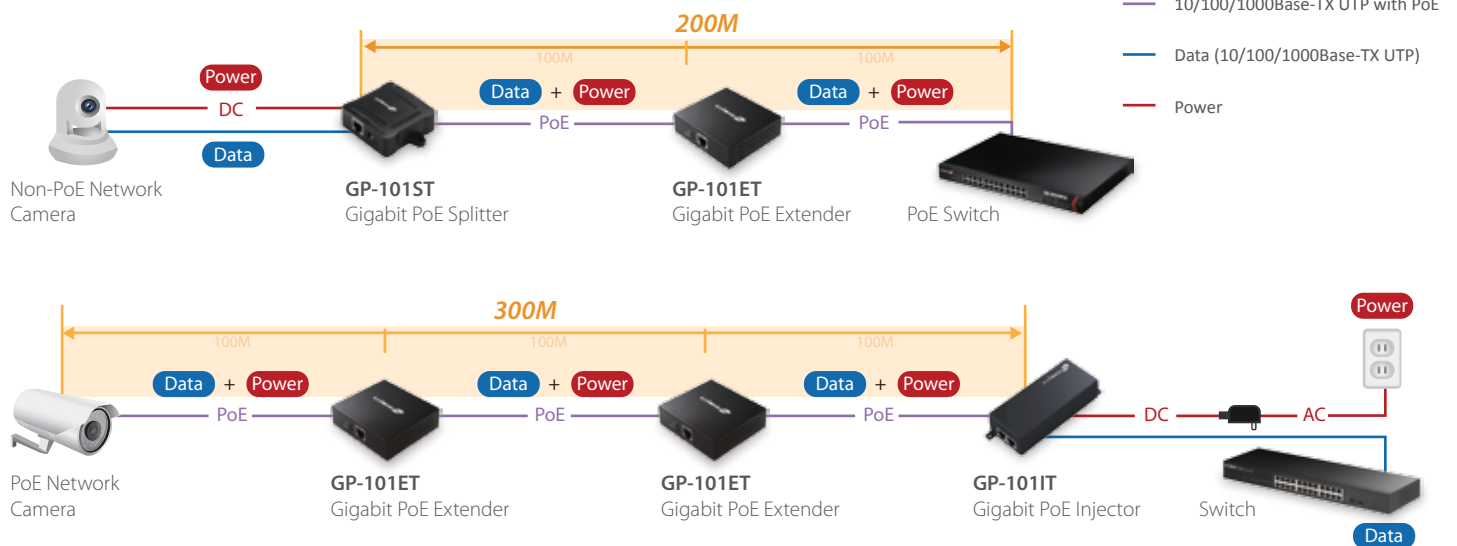 10/100/1000Base-TX UTP with PoE
Data (10/100/1000Base-TX UTP)
Power
200M
100M
100M
Power
DC
Data
Data + Power
PoE
Data + Power
PoE
Non-PoE Network
Camera
GP-101ST
Gigabit PoE Splitter
GP-101ET
Gigabit PoE Extender
PoE Switch
300M
100M
100M
100M
Power
Data + Power
PoE
Data + Power
PoE
Data + Power
PoE
DC
AC
PoE Network
Camera
GP-101ET
Gigabit PoE Extender
GP-101ET
Gigabit PoE Extender
GP-101IT
Gigabit PoE Injector
Switch
Data